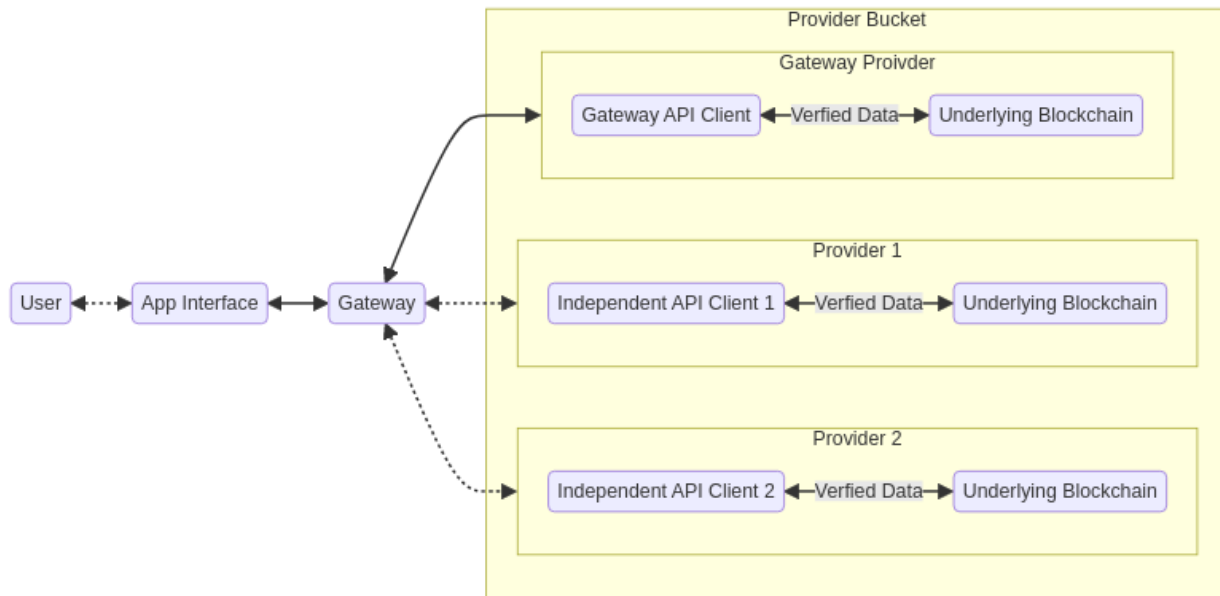 Provider Bucket
Gateway Proivder
Gateway API Client
Verfied Data
Underlying Blockchain
Provider 1
User
App Interface
Gateway
Independent API Client 1
Verfied Data
Underlying Blockchain
Provider 2
Independent API Client 2
Verfied Data
Underlying Blockchain